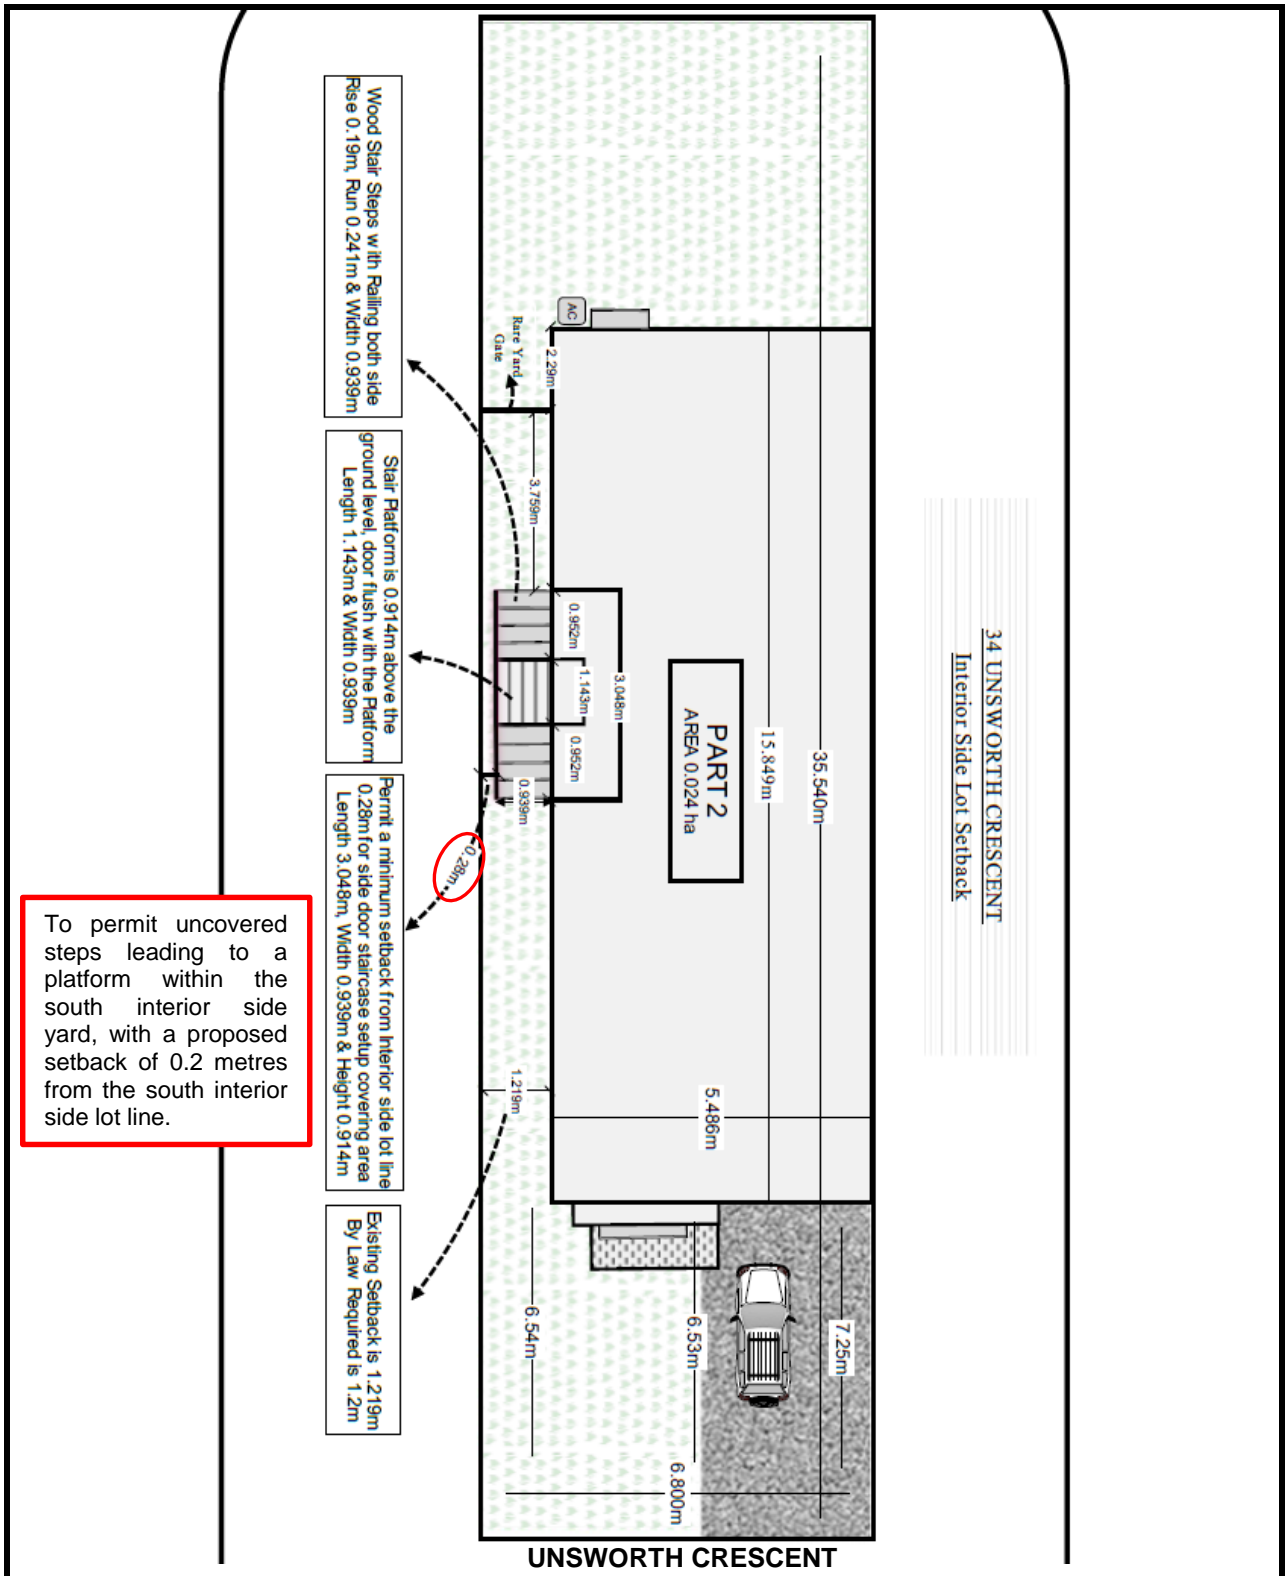 34 UNSWORTH CRESCENT
Interior Side Lot Setback
35.540m
15.849m
PART 2
AREA 0.024 ha
5.486m
7.25m
6.53m
6.54m
6.800m
AC
2.29m
Rare Yard
Gate
3.759m
0.952m
1.143m
0.952m
3.048m
0.939m
0.28m
1.219m
Wood Stair Steps with Railing both side
Rise 0.19m, Run 0.241m & Width 0.939m
Stair Platform is 0.914m above the
ground level, door flush with the Platform
Length 1.143m & Width 0.939m
Permit a minimum setback from Interior side lot line
0.28m for side door staircase setup covering area
Length 3.048m, Width 0.939m & Height 0.914m
Existing Setback is 1.219m
By Law Required is 1.2m
To permit uncovered
steps leading to a
platform within the
south interior side
yard, with a proposed
setback of 0.2 metres
from the south interior
side lot line.
UNSWORTH CRESCENT